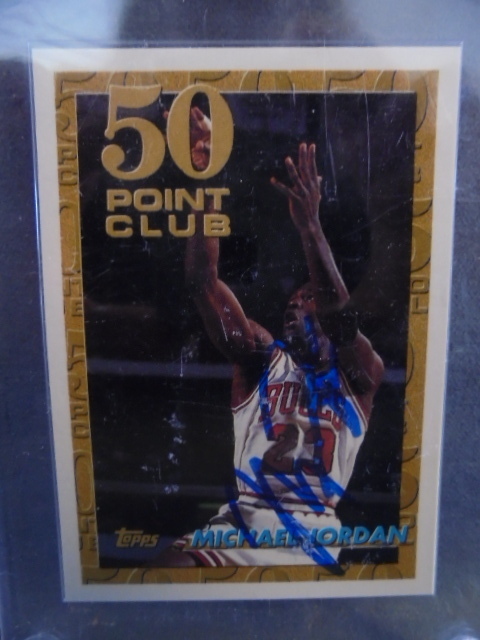 50
POINT
CLUB
BULLS
23
Topps
MICHAEL JORDAN